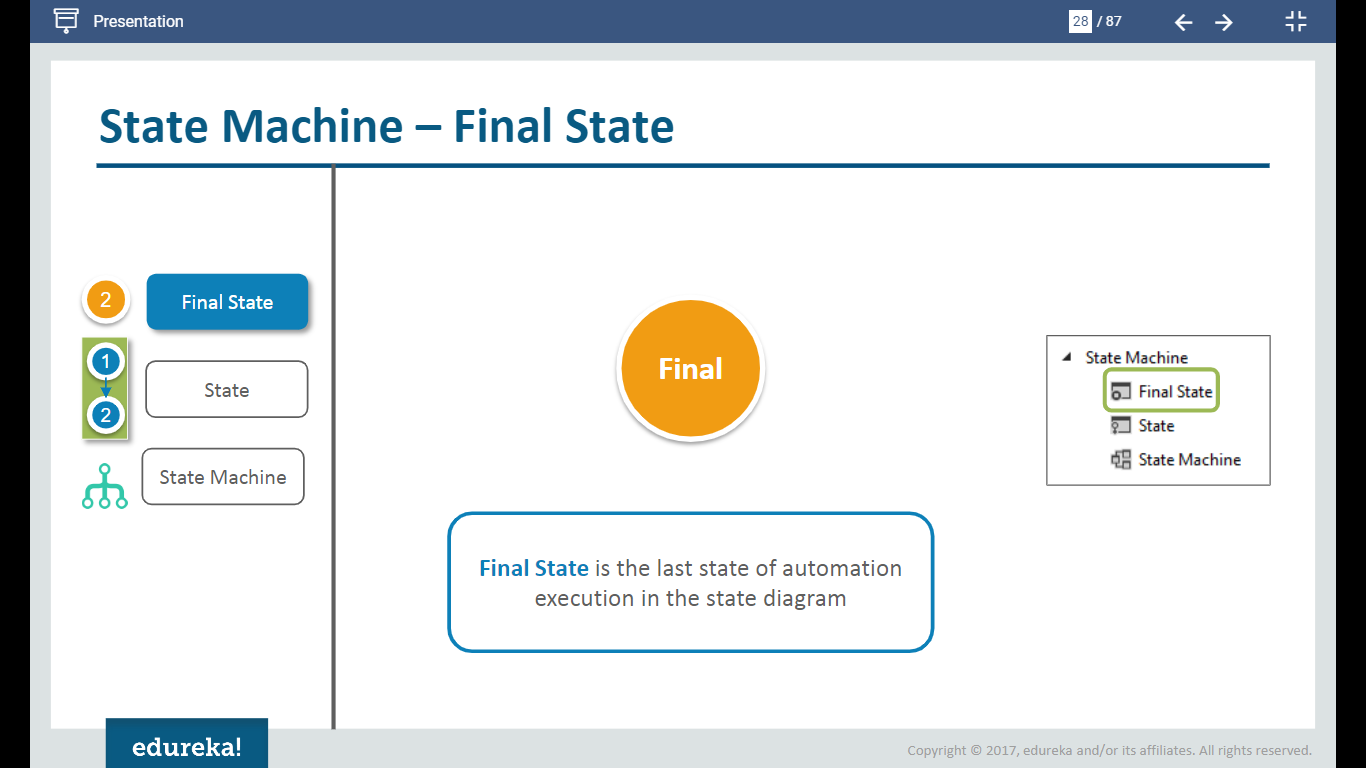 Presentation
28 / 87
State Machine – Final State
2
Final State
1
2
State
State Machine
Final
State Machine
Final State
State
State Machine
Final State is the last state of automation
execution in the state diagram
edureka!
Copyright © 2017, edureka and/or its affiliates. All rights reserved.